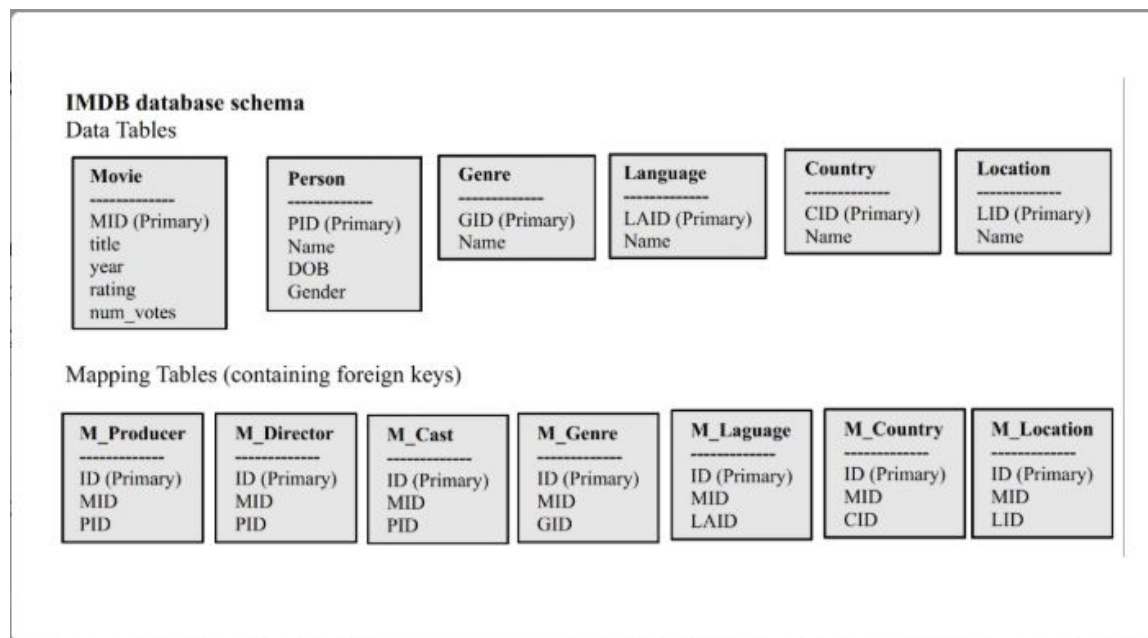 IMDB database schema
Data Tables
Movie
-------------
MID (Primary)
title
year
rating
num_votes
Person
-------------
PID (Primary)
Name
DOB
Gender
Genre
-------------
GID (Primary)
Name
Language
-------------
LAID (Primary)
Name
Country
-------------
CID (Primary)
Name
Location
-------------
LID (Primary)
Name
Mapping Tables (containing foreign keys)
M_Producer
-------------
ID (Primary)
MID
PID
M_Director
-------------
ID (Primary)
MID
PID
M_Cast
-------------
ID (Primary)
MID
PID
M_Genre
-------------
ID (Primary)
MID
GID
M_Laguage
-------------
ID (Primary)
MID
LAID
M_Country
-------------
ID (Primary)
MID
CID
M_Location
-------------
ID (Primary)
MID
LID